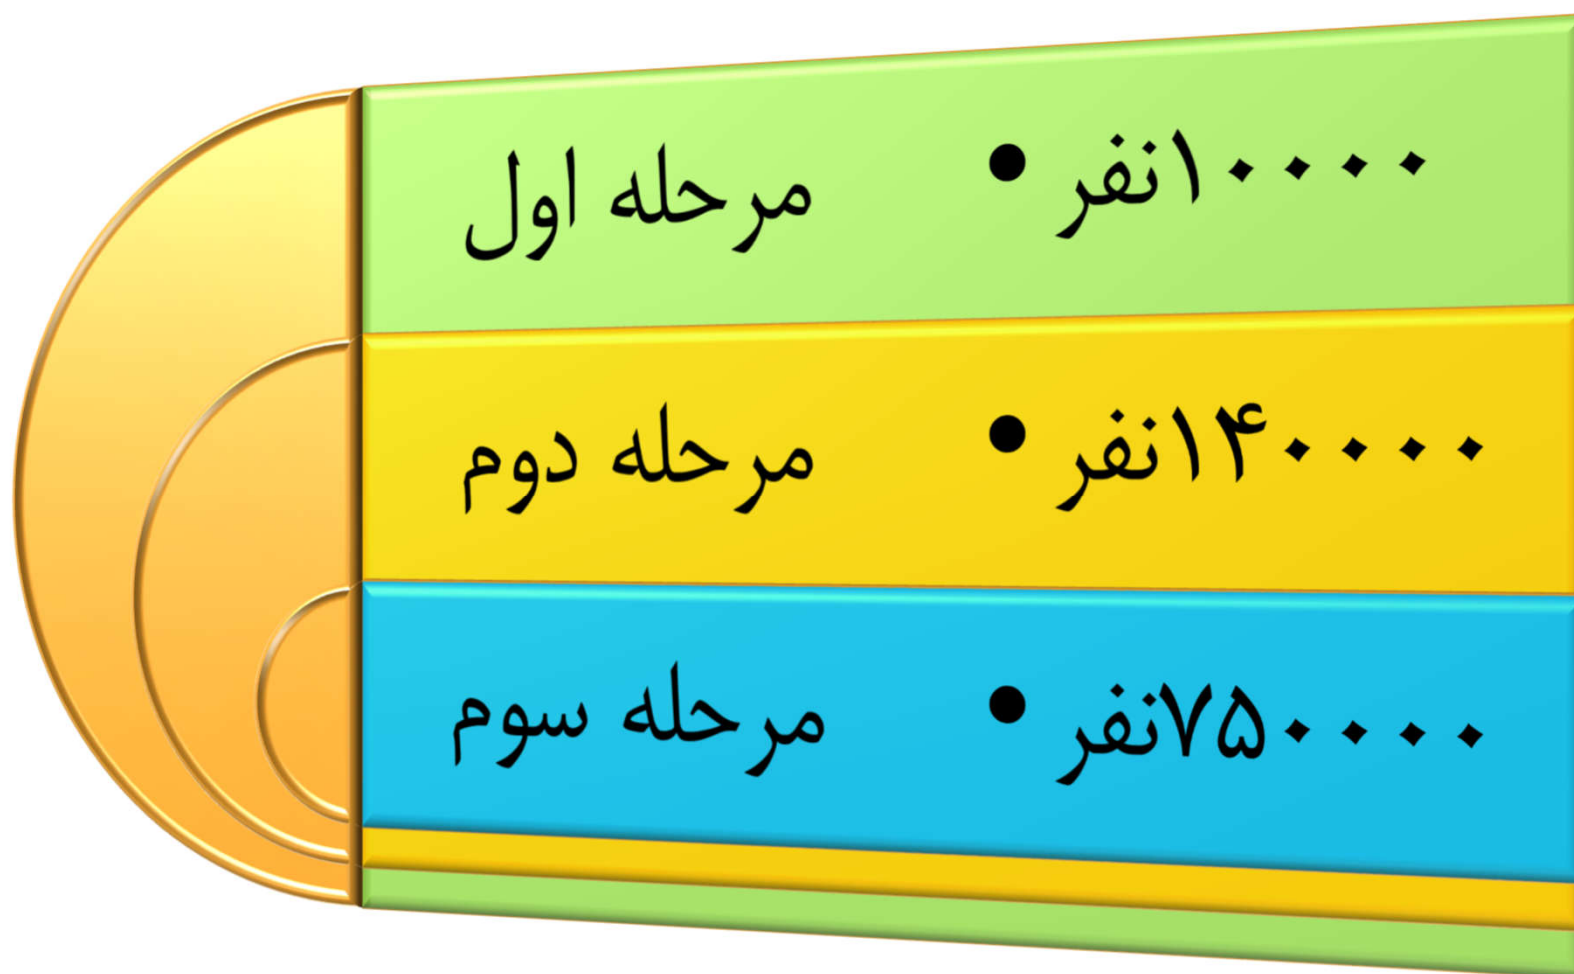 مرحله اول
• ۱۰۰۰۰نفر
مرحله دوم
• ۱۴۰۰۰۰نفر
مرحله سوم
• ۷۵۰۰۰۰نفر